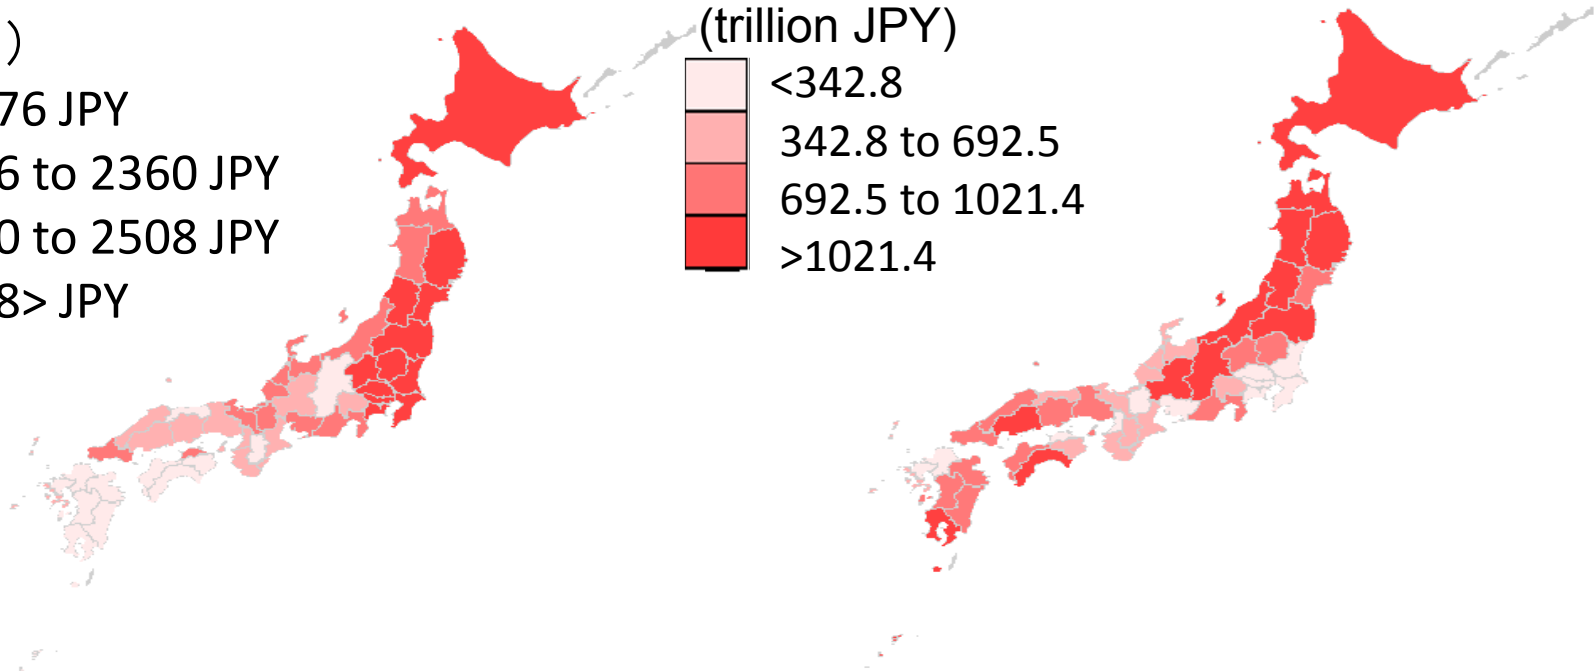 )
76 JPY
6 to 2360 JPY
0 to 2508 JPY
8> JPY
(trillion JPY)
<342.8
342.8 to 692.5
692.5 to 1021.4
>1021.4